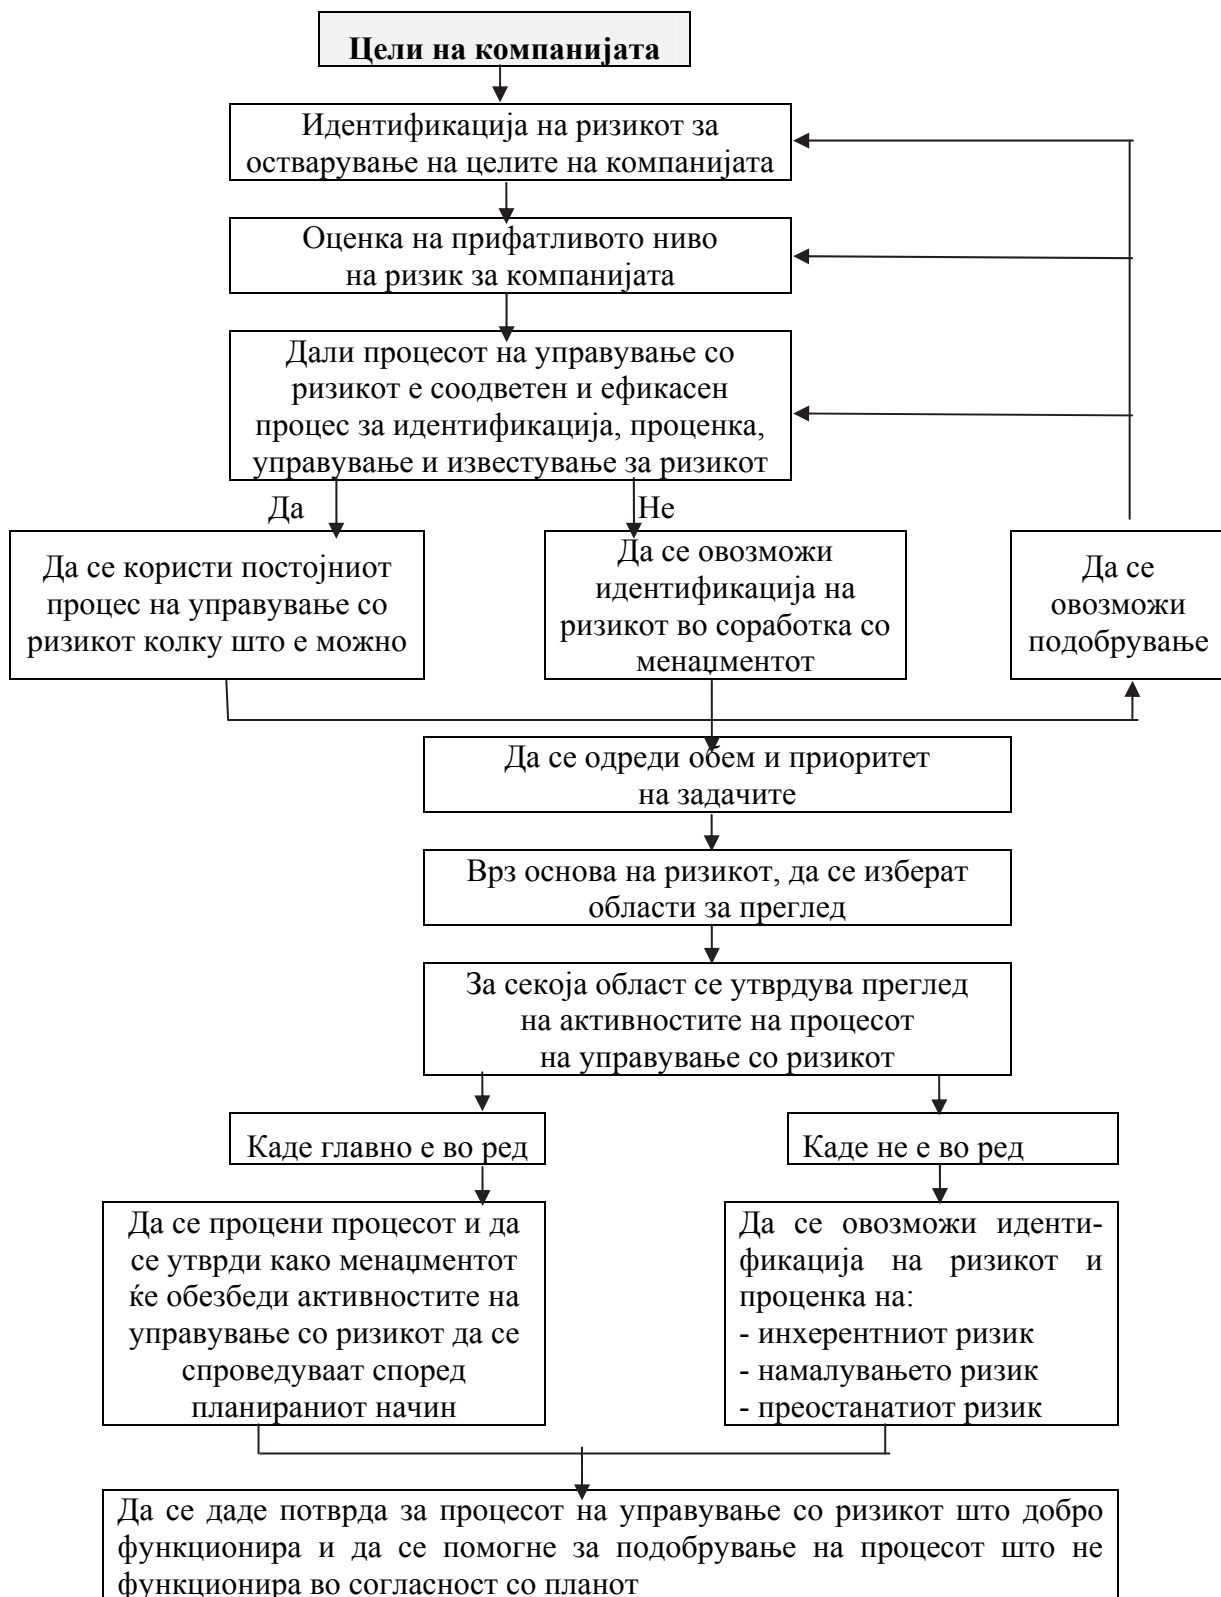 Цели на компанијата
Идентификација на ризикот за
остварување на целите на компанијата
Оценка на прифатливото ниво
на ризик за компанијата
Дали процесот на управување со
ризикот е соодветен и ефикасен
процес за идентификација, проценка,
управување и известување за ризикот
Да
Не
Да се користи постојниот
процес на управување со
ризикот колку што е можно
Да се овозможи
идентификација на
ризикот во соработка со
менаџментот
Да се
овозможи
подобрување
Да се одреди обем и приоритет
на задачите
Врз основа на ризикот, да се изберат
области за преглед
За секоја област се утврдува преглед
на активностите на процесот
на управување со ризикот
Каде главно е во ред
Каде не е во ред
Да се процени процесот и да
се утврди како менаџментот
ќе обезбеди активностите на
управување со ризикот да се
спроведуваат според
планираниот начин
Да се овозможи иденти-
фикација на ризикот и
проценка на:
- инхерентниот ризик
- намалувањето ризик
- преостанатиот ризик
Да се даде потврда за процесот на управување со ризикот што добро
функционира и да се помогне за подобрување на процесот што не
функционира во согласност со планот